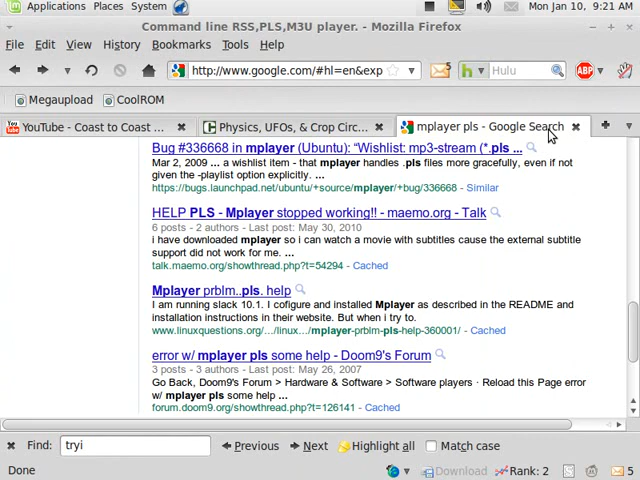 Applications Places System Mon Jan 10, 9:21 AM
Command line RSS,PLS,M3U player. - Mozilla Firefox
File Edit View History Bookmarks Tools Help
http://www.google.com/#hl=en&exp 5 h Hulu ABP
Megaupload CoolROM
You Tube YouTube - Coast to Coast ... Physics, UFOs, & Crop Circ... mplayer pls - Google Search
Bug #336668 in mplayer (Ubuntu): “Wishlist: mp3-stream (*.pls ...
Mar 2, 2009 ... a wishlist item - that mplayer handles .pls files more gracefully, even if not
given the -playlist option explicitly. ...
https://bugs.launchpad.net/ubuntu/+source/mplayer/+bug/336668 - Similar
HELP PLS - Mplayer stopped working!! - maemo.org - Talk
6 posts - 2 authors - Last post: May 30, 2010
i have downloaded mplayer so i can watch a movie with subtitles cause the external subtitle
support did not work for me. ...
talk.maemo.org/showthread.php?t=54294 - Cached
Mplayer prblm..pls. help
I am running slack 10.1. I cofigure and installed Mplayer as described in the README and
installation instructions in their website. But when i try to.
www.linuxquestions.org/.../linux.../mplayer-prblm-pls-help-360001/ - Cached
error w/ mplayer pls some help - Doom9's Forum
3 posts - 3 authors - Last post: May 26, 2007
Go Back, Doom9's Forum > Hardware & Software > Software players · Reload this Page error
w/ mplayer pls some help ...
forum.doom9.org/showthread.php?t=126141 - Cached
Find: tryi Previous Next Highlight all Match case
Done Download Rank: 2 5